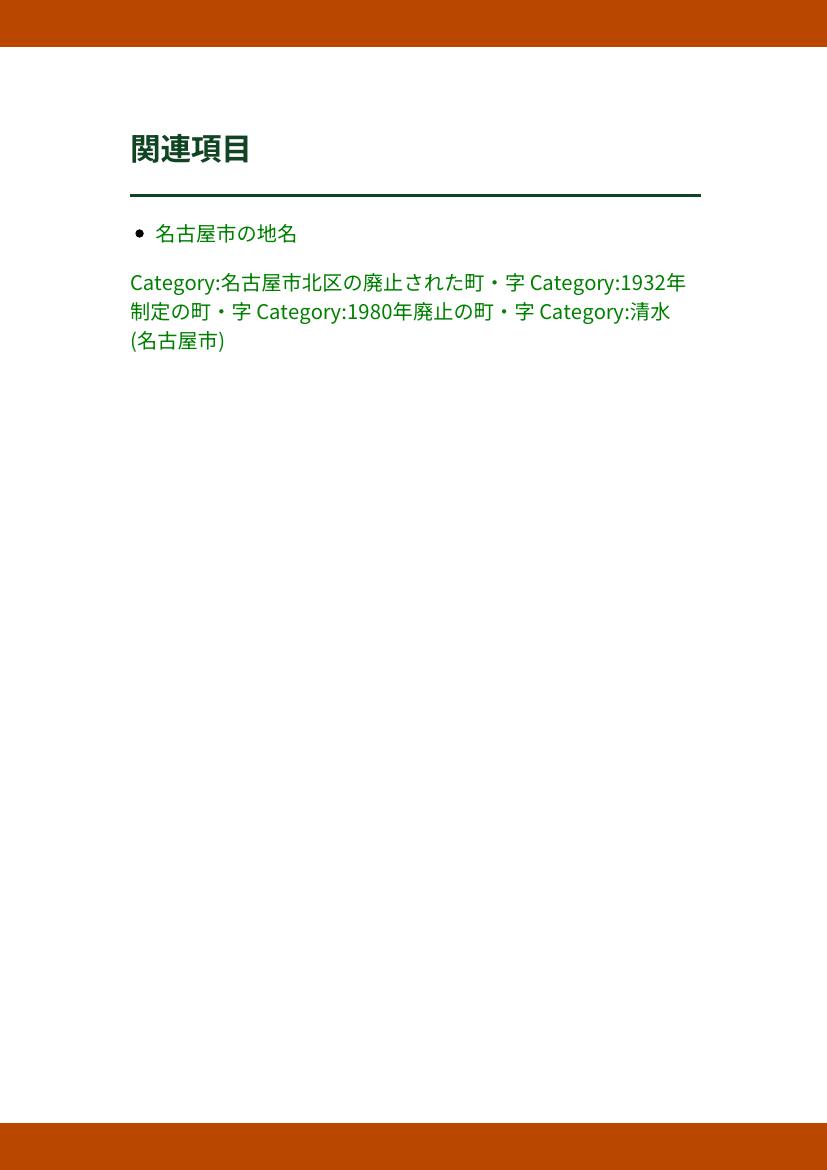 関連項目
名古屋市の地名
Category:名古屋市北区の廃止された町・字 Category:1932年
制定の町・字 Category:1980年廃止の町・字 Category:清水
(名古屋市)